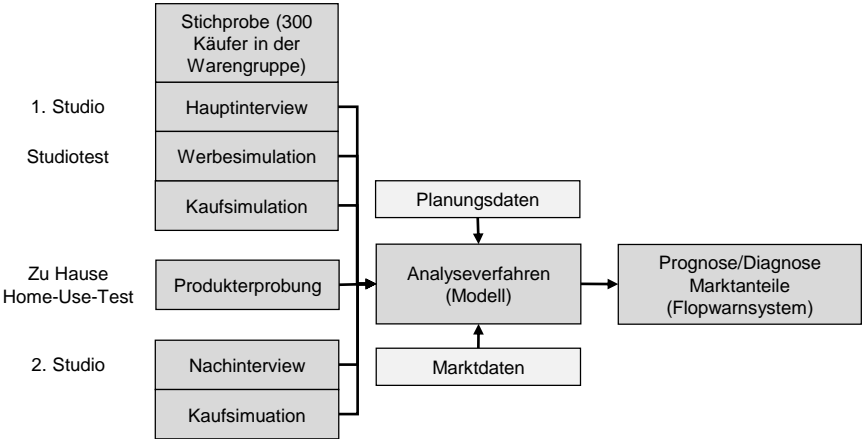 Stichprobe (300
Käufer in der
Warengruppe)
1. Studio
Hauptinterview
Studiotest
Werbesimulation
Kaufsimulation
Planungsdaten
Zu Hause
Home-Use-Test
Produkterprobung
Analyseverfahren
(Modell)
Prognose/Diagnose
Marktanteile
(Flopwarnsystem)
2. Studio
Nachinterview
Marktdaten
Kaufsimuation